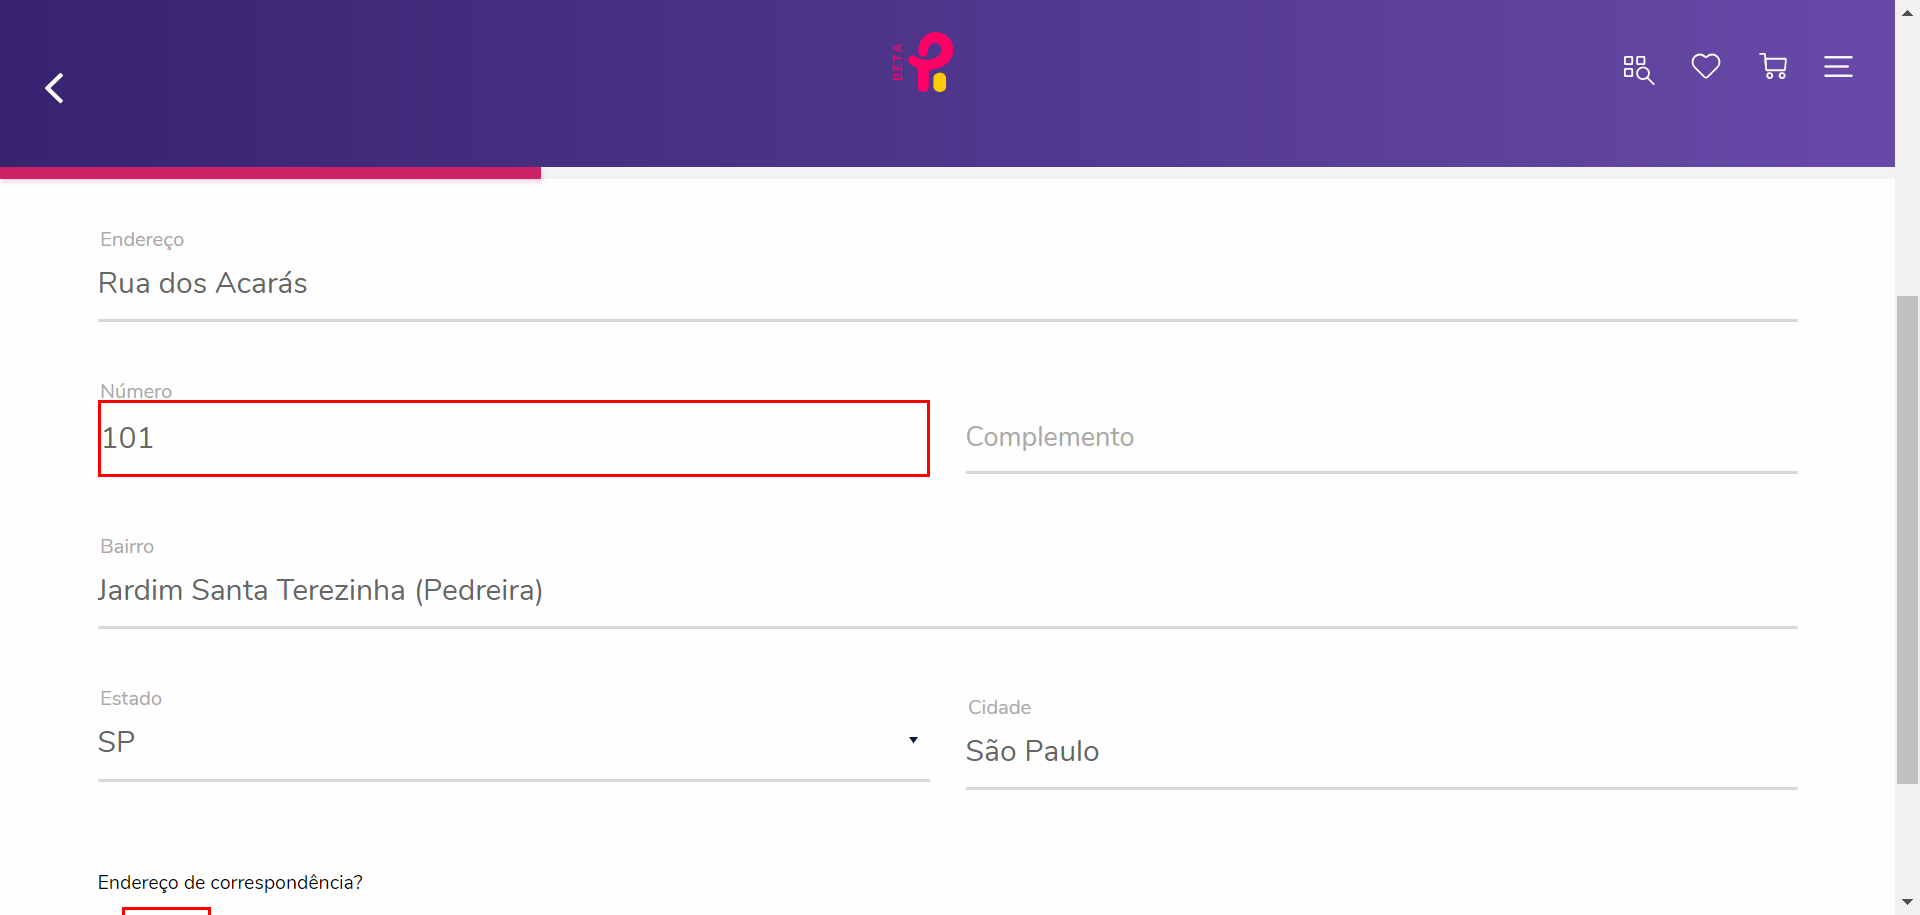 BETA
Endereço
Rua dos Acarás
Número
101
Complemento
Bairro
Jardim Santa Terezinha (Pedreira)
Estado
SP
Cidade
São Paulo
Endereço de correspondência?